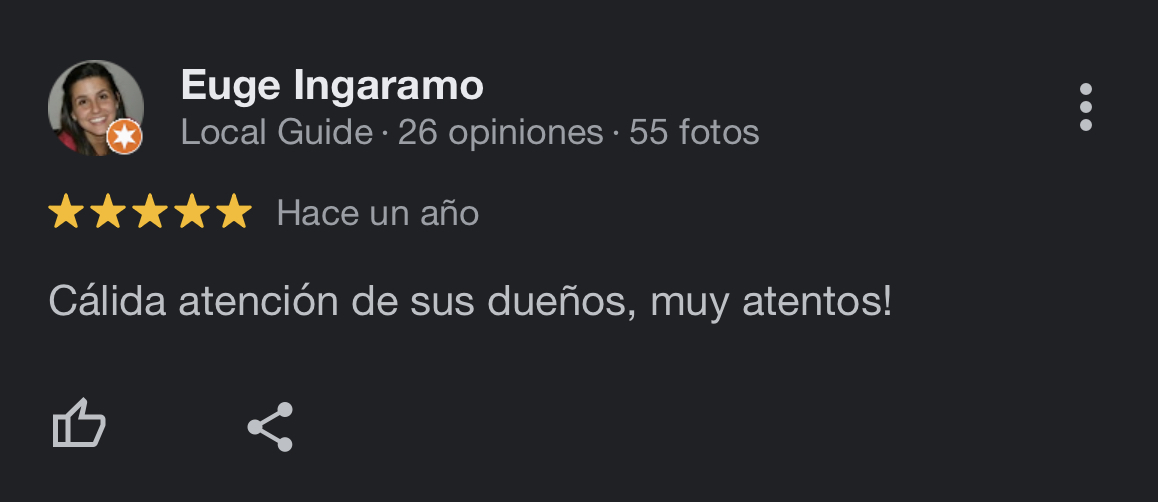 Euge Ingaramo
Local Guide · 26 opiniones · 55 fotos
Hace un año
Cálida atención de sus dueños, muy atentos!